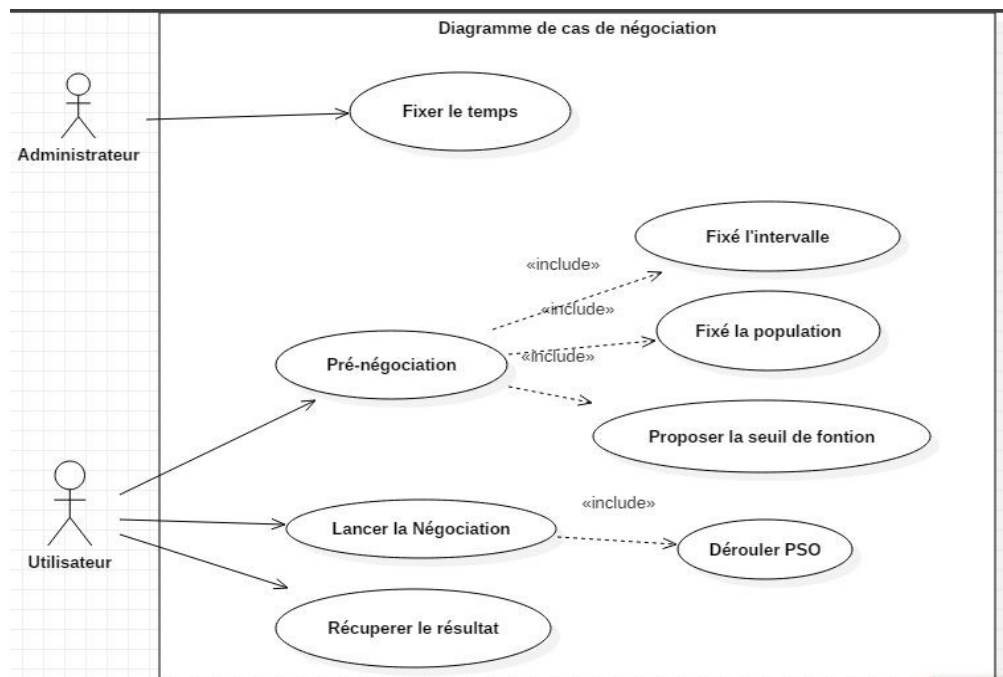 Diagramme de cas de négociation
Fixer le temps
Administrateur
Fixé l'intervalle
«include»
«include»
Fixé la population
«include»
Pré-négociation
Proposer la seuil de fontion
«include»
Lancer la Négociation
Dérouler PSO
Utilisateur
Récuperer le résultat